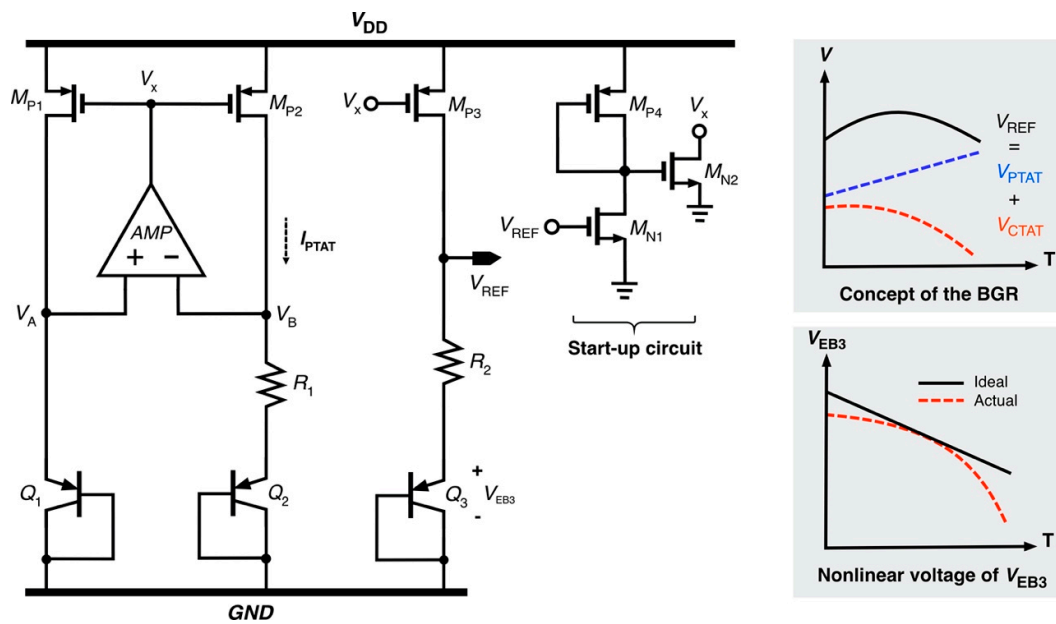 VDD
MP1
Vx
MP2
Vx
MP3
MP4
Vx
MN2
AMP
+ −
IPTAT
VREF
MN1
VREF
VA
VB
Start-up circuit
R1
R2
Q1
Q2
Q3
+
VEB3
-
GND
V
VREF
=
VPTAT
+
VCTAT
T
Concept of the BGR
VEB3
Ideal
Actual
T
Nonlinear voltage of VEB3